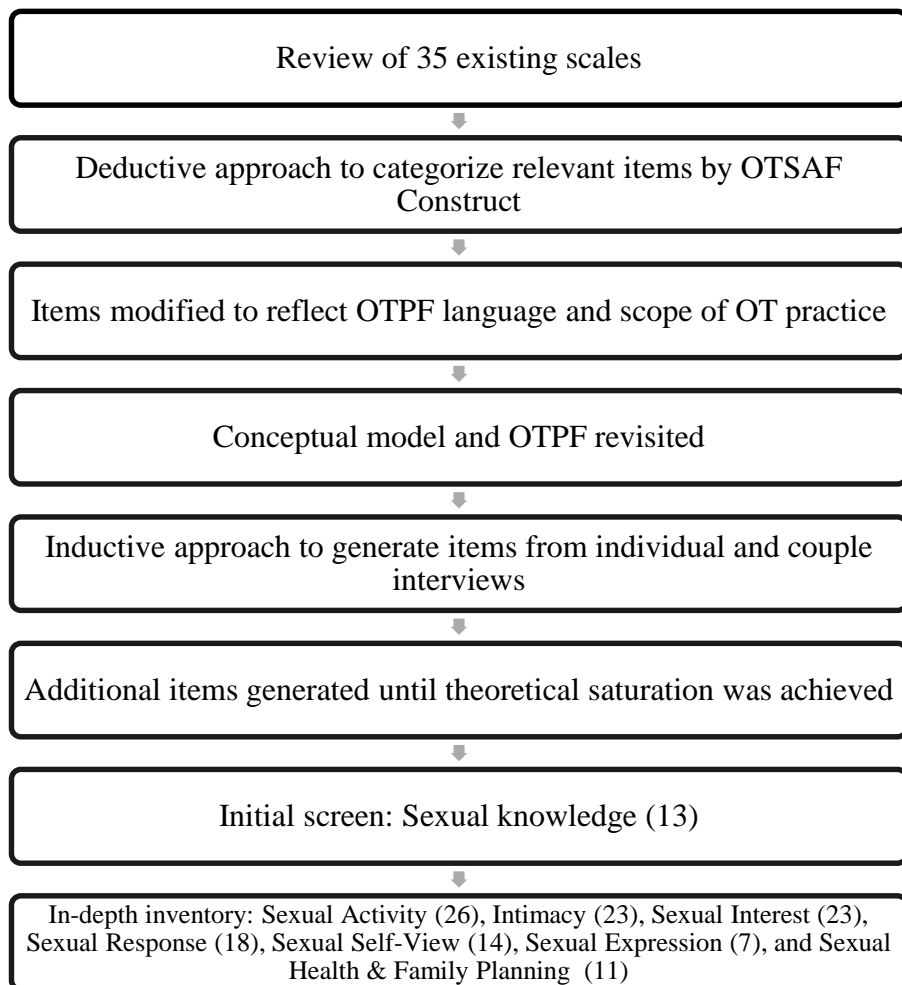 Review of 35 existing scales
Deductive approach to categorize relevant items by OTSAF
Construct
Items modified to reflect OTPF language and scope of OT practice
Conceptual model and OTPF revisited
Inductive approach to generate items from individual and couple
interviews
Additional items generated until theoretical saturation was achieved
Initial screen: Sexual knowledge (13)
In-depth inventory: Sexual Activity (26), Intimacy (23), Sexual Interest (23),
Sexual Response (18), Sexual Self-View (14), Sexual Expression (7), and Sexual
Health & Family Planning (11)